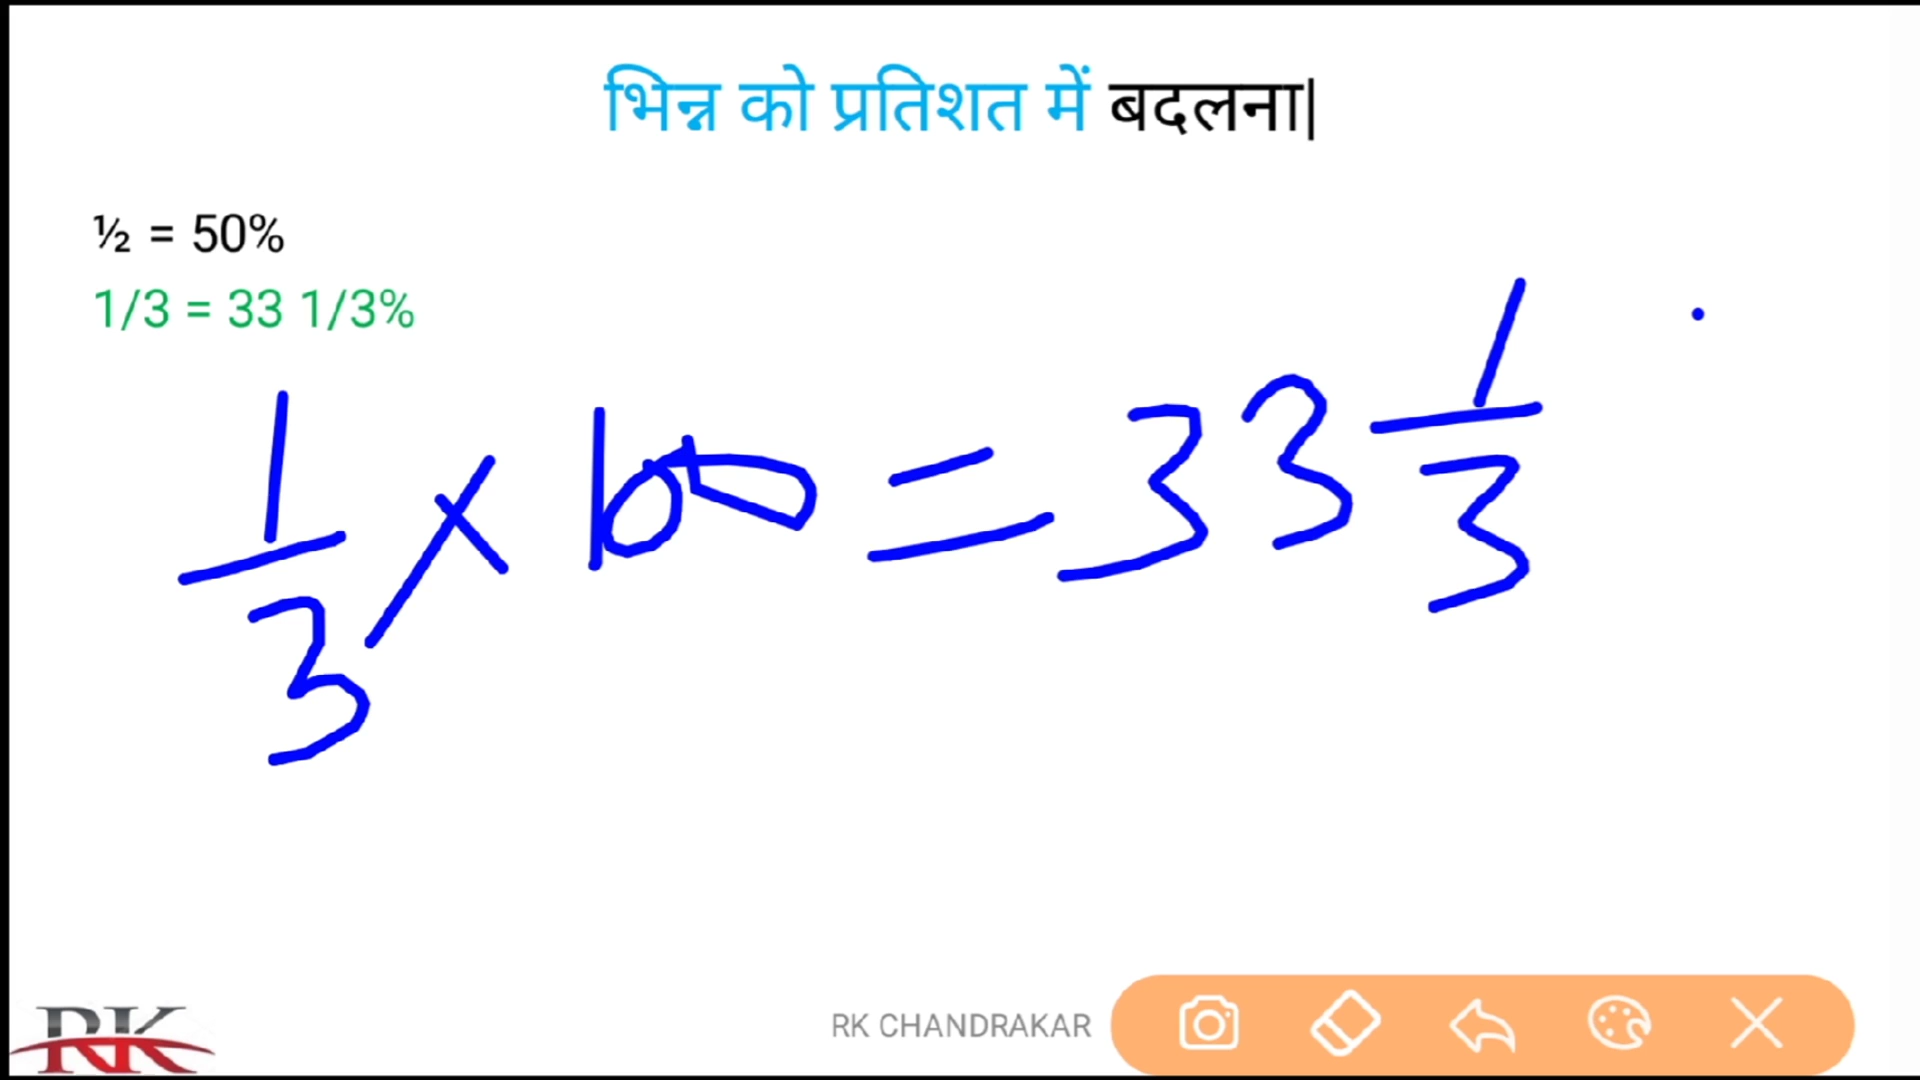 भिन्न को प्रतिशत में बदलना|
½ = 50%
1/3 = 33 1/3%
1/3 × 100 = 33 1/3
RK
RK CHANDRAKAR